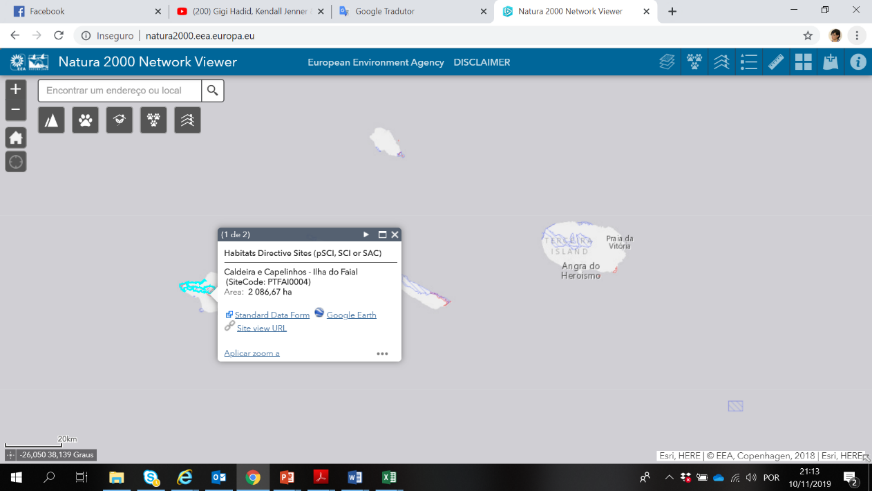 Facebook
(200) Gigi Hadid, Kendall Jenner
Google Tradutor
Natura 2000 Network Viewer
Inseguro
natura2000.eea.europa.eu
EEA
Natura 2000 Network Viewer
European Environment Agency
DISCLAIMER
+
−
Encontrar um endereço ou local
(1 de 2)
Habitats Directive Sites (pSCI, SCI or SAC)
Caldeira e Capelinhos - Ilha do Faial
(SiteCode: PTFAI0004)
Area: 2 086,67 ha
Standard Data Form
Google Earth
Site view URL
Aplicar zoom a
TERCEIRA
ISLAND
Praia da
Vitória
Angra do
Heroísmo
20km
-26,050 38,139 Graus
Esri, HERE | © EEA, Copenhagen, 2018 | Esri, HERE
POR
21:13
10/11/2019
2